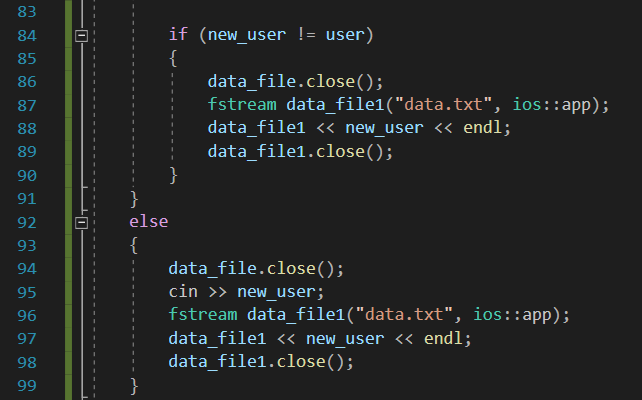 83
84 if (new_user != user)
85 {
86 data_file.close();
87 fstream data_file1("data.txt", ios::app);
88 data_file1 << new_user << endl;
89 data_file1.close();
90 }
91 }
92 else
93 {
94 data_file.close();
95 cin >> new_user;
96 fstream data_file1("data.txt", ios::app);
97 data_file1 << new_user << endl;
98 data_file1.close();
99 }